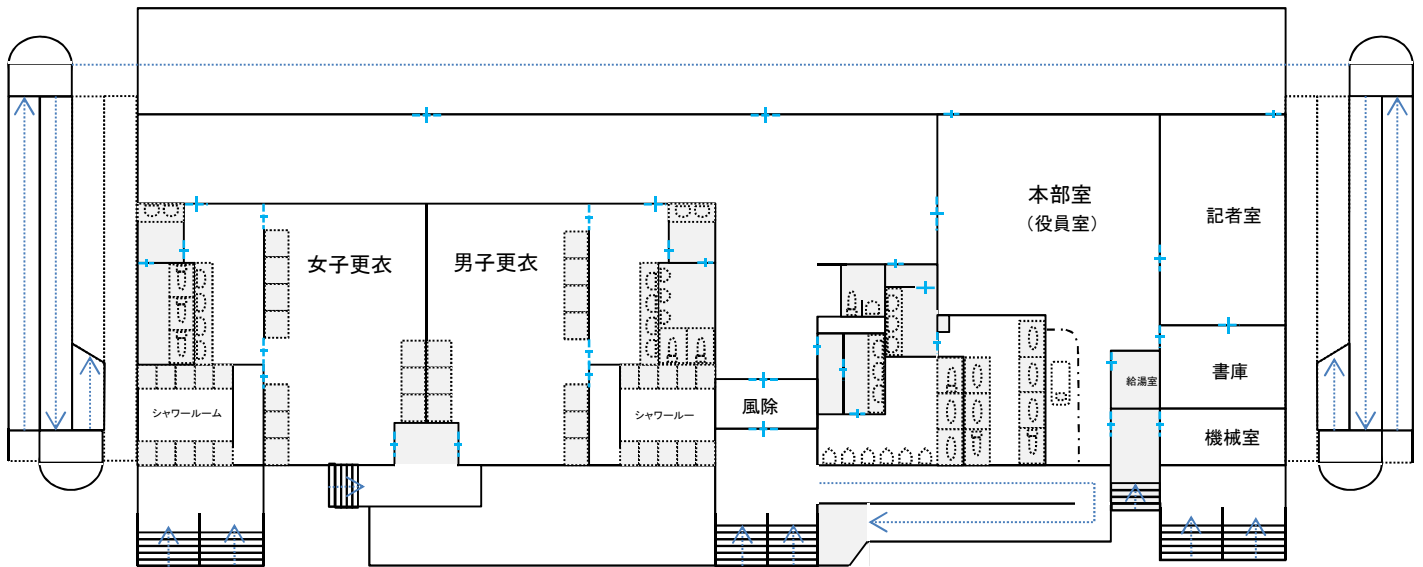 本部室
（役員室）
記者室
女子更衣
男子更衣
書庫
給湯室
シャワールーム
シャワールー
風除
機械室